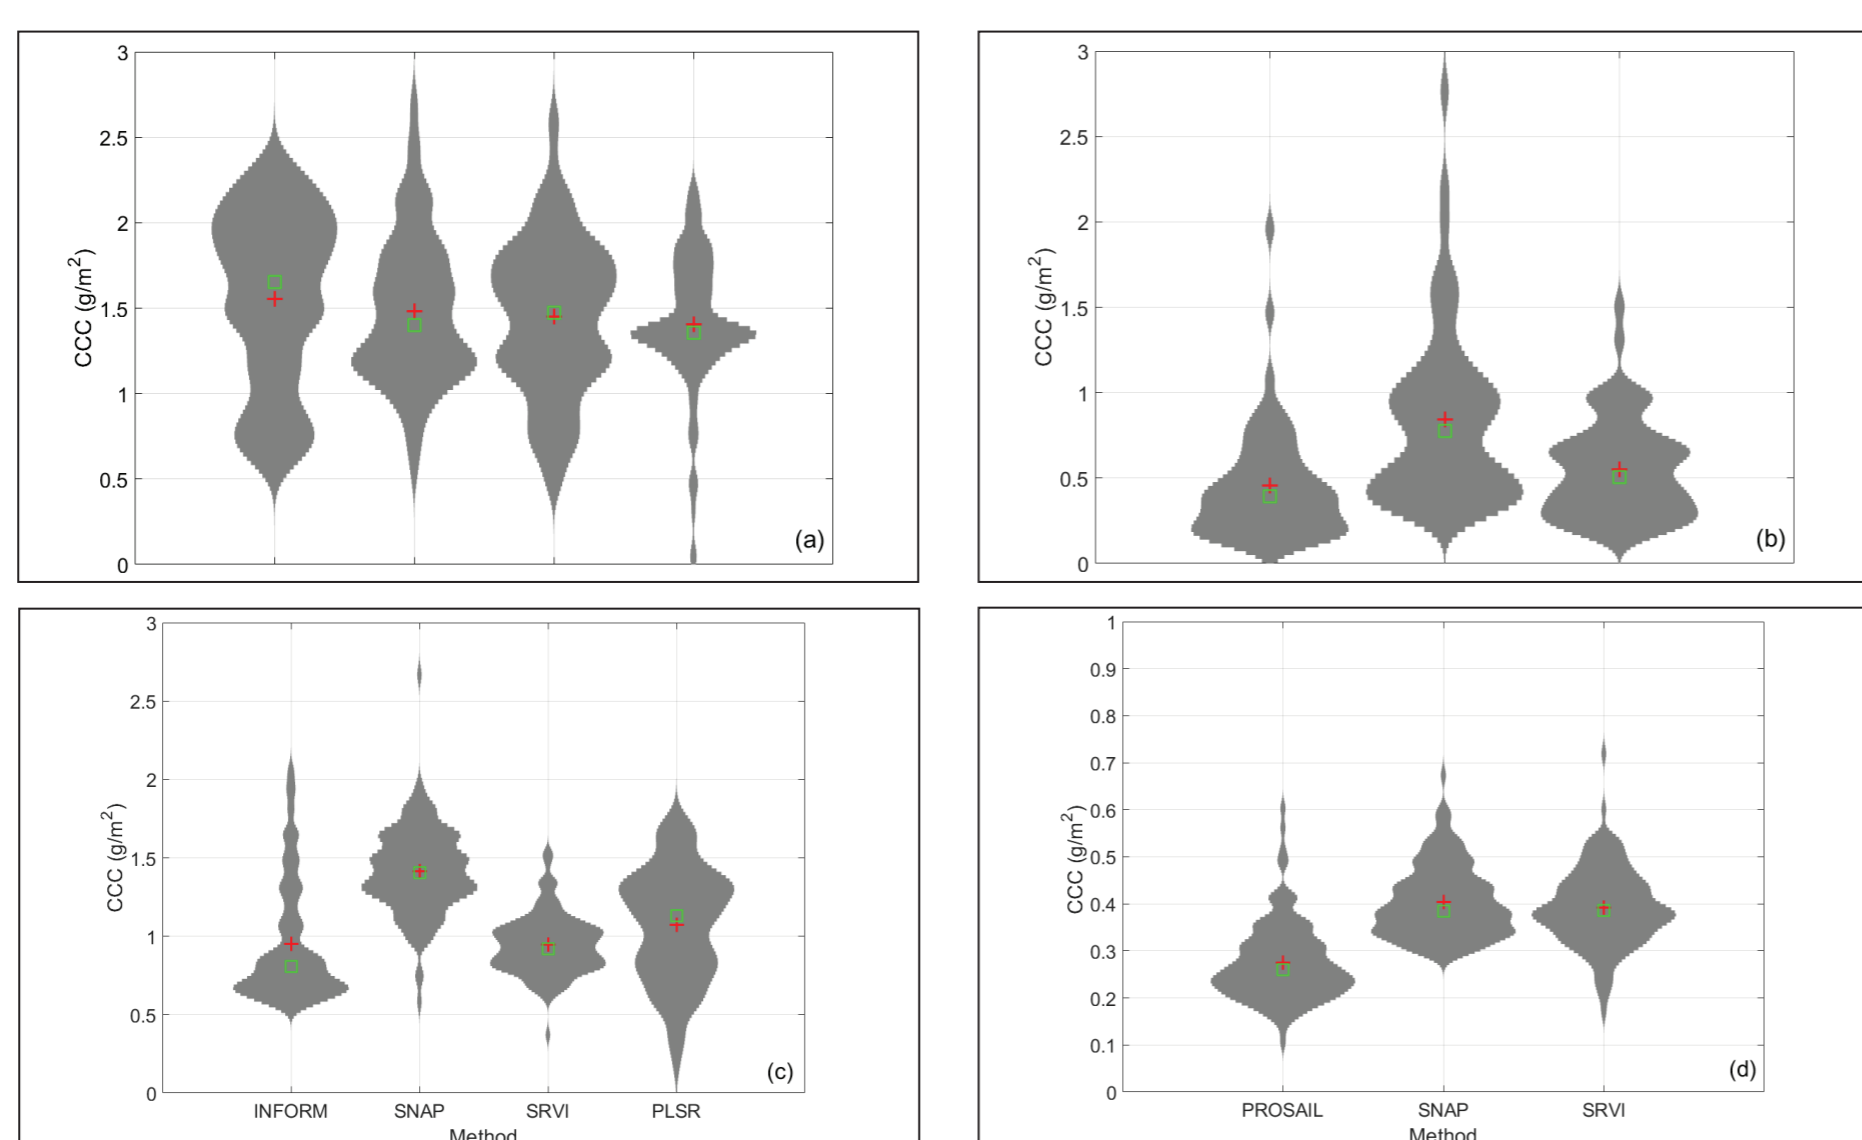 3
2.5
2
1.5
1
0.5
0
CCC (g/m2)
(a)
3
2.5
2
1.5
1
0.5
0
CCC (g/m2)
(b)
3
2.5
2
1.5
1
0.5
0
CCC (g/m2)
(c)
INFORM SNAP SRVI PLSR
Method
1
0.9
0.8
0.7
0.6
0.5
0.4
0.3
0.2
0.1
0
CCC (g/m2)
(d)
PROSAIL SNAP SRVI
Method